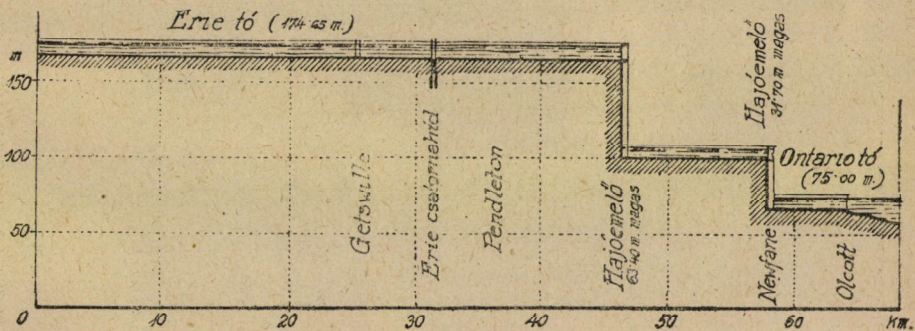 Erie tó (174·65 m.)
m
150
100
50
0
10
20
30
40
50
60
Km.
Getswille
Erie csatornahíd
Pendleton
Hajóemelő
63·40 m. magas
Hajóemelő
31·70 m magas
Newfane
Ontario tó
(75·00 m.)
Olcott